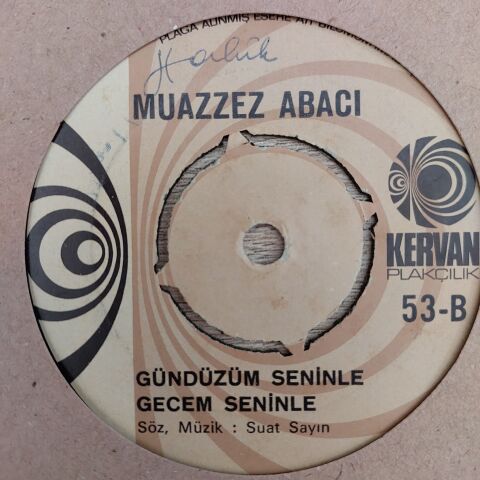 PLAĞA ALINMIŞ ESERE AİT
MUAZZEZ ABACI
KERVAN
PLAKÇILIK
53-B
GÜNDÜZÜM SENİNLE
GECEM SENİNLE
Söz, Müzik : Suat Sayın